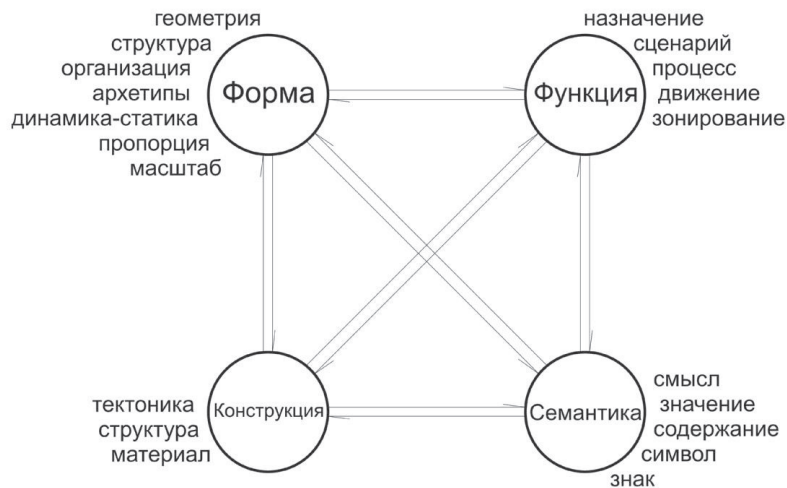 геометрия
структура
организация
архетипы
динамика-статика
пропорция
масштаб
Форма
Функция
назначение
сценарий
процесс
движение
зонирование
тектоника
структура
материал
Конструкция
Семантика
смысл
значение
содержание
символ
знак